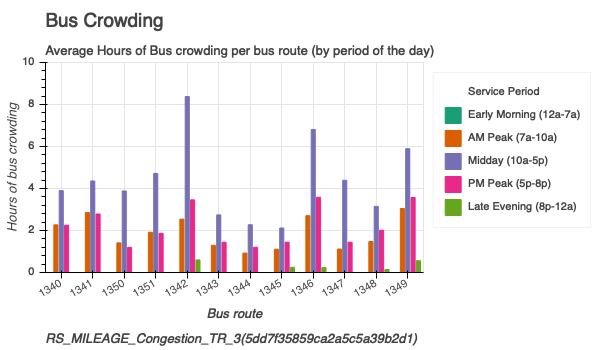 Bus Crowding
Average Hours of Bus crowding per bus route (by period of the day)
10
8
6
4
2
0
Hours of bus crowding
1340
1341
1350
1351
1342
1343
1344
1345
1346
1347
1348
1349
Bus route
Service Period
Early Morning (12a-7a)
AM Peak (7a-10a)
Midday (10a-5p)
PM Peak (5p-8p)
Late Evening (8p-12a)
RS_MILEAGE_Congestion_TR_3(5dd7f35859ca2a5c5a39b2d1)